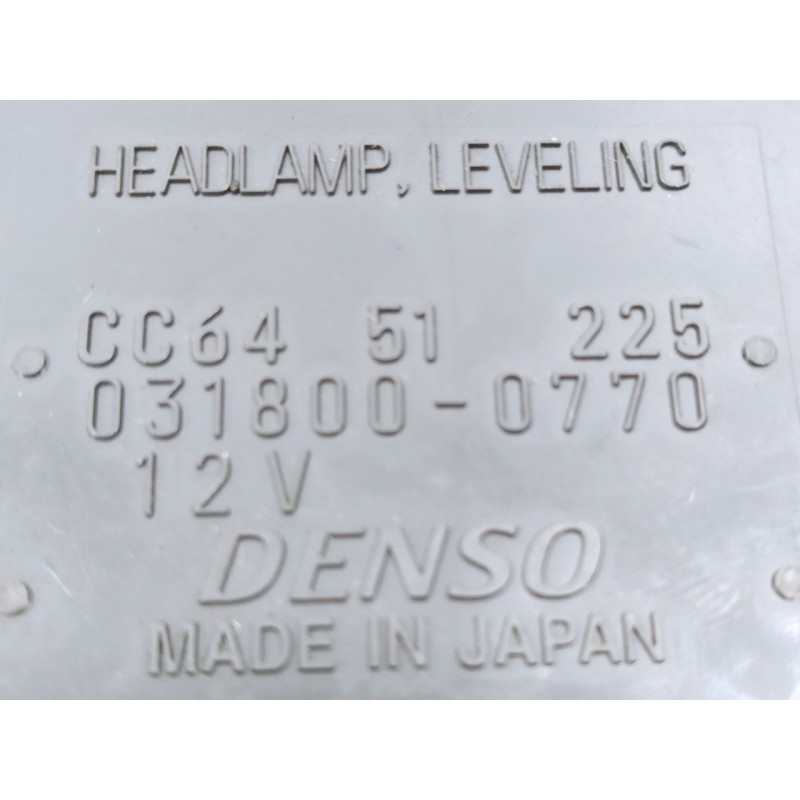 HEADLAMP, LEVELING
CC64 51 225
031800-0770
12V
DENSO
MADE IN JAPAN